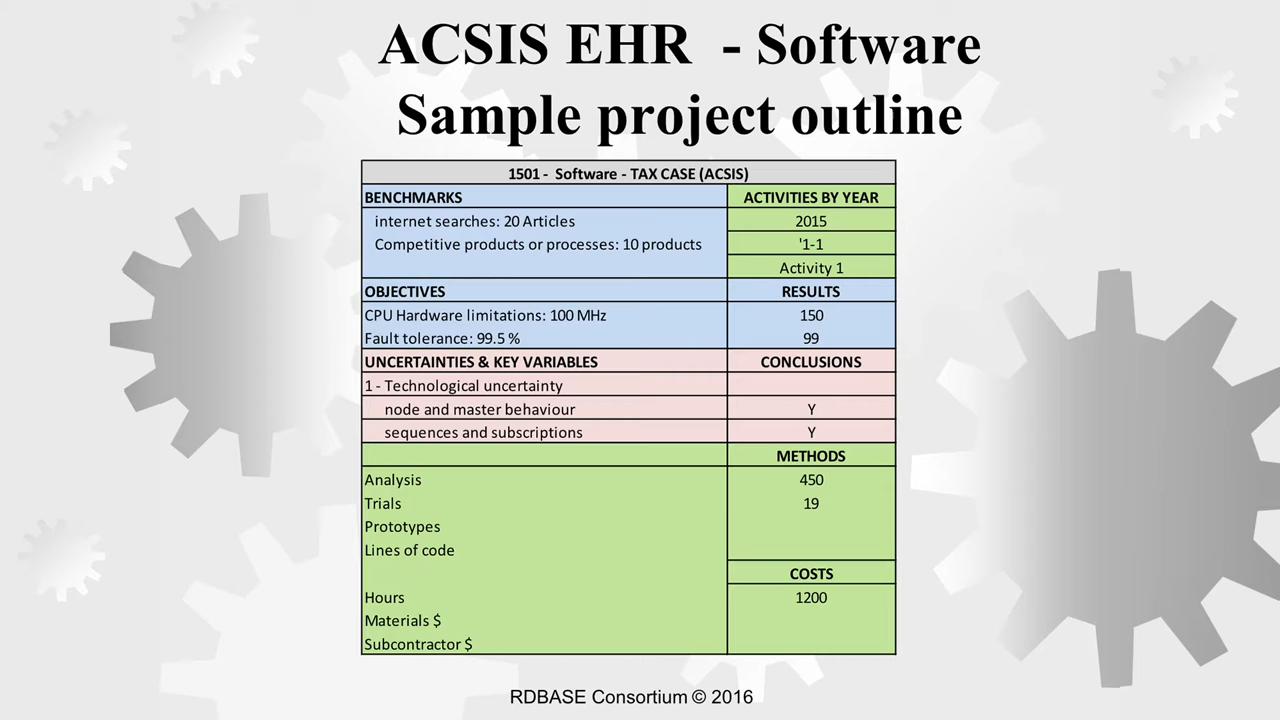 ACSIS EHR  - Software
Sample project outline
1501 -  Software - TAX CASE (ACSIS)
BENCHMARKS ACTIVITIES BY YEAR
internet searches: 20 Articles 2015
Competitive products or processes: 10 products '1-1
Activity 1
OBJECTIVES RESULTS
CPU Hardware limitations: 100 MHz 150
Fault tolerance: 99.5 % 99
UNCERTAINTIES & KEY VARIABLES CONCLUSIONS
1 - Technological uncertainty
node and master behaviour Y
sequences and subscriptions Y
METHODS
Analysis 450
Trials 19
Prototypes
Lines of code
COSTS
Hours 1200
Materials $
Subcontractor $
RDBASE Consortium © 2016